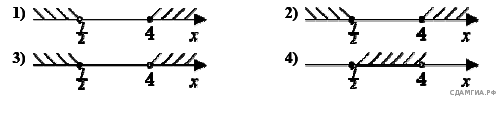 1) 1/2 4 x
2) 1/2 4 x
3) 1/2 4 x
4) 1/2 4 x
СДАМГИА.РФ